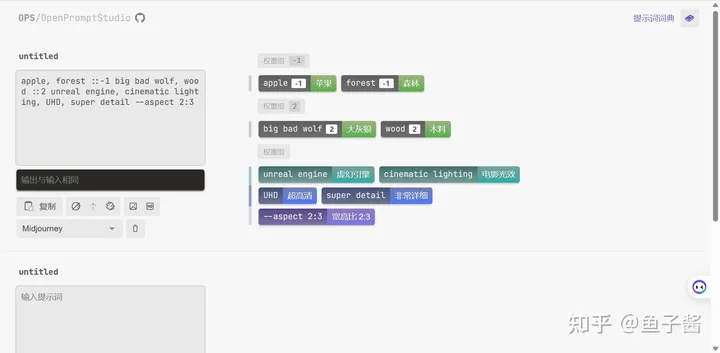 OPS/OpenPromptStudio
提示词词典
untitled
apple, forest ::-1 big bad wolf, woo
d ::2 unreal engine, cinematic light
ing, UHD, super detail --aspect 2:3
输出与输入相同
复制
Midjourney
权重组 -1
apple -1 苹果 forest -1 森林
权重组 2
big bad wolf 2 大灰狼 wood 2 木料
权重组
unreal engine 虚幻引擎 cinematic lighting 电影光效
UHD 超高清 super detail 非常详细
--aspect 2:3 宽高比 2:3
untitled
输入提示词
知乎 @鱼子酱